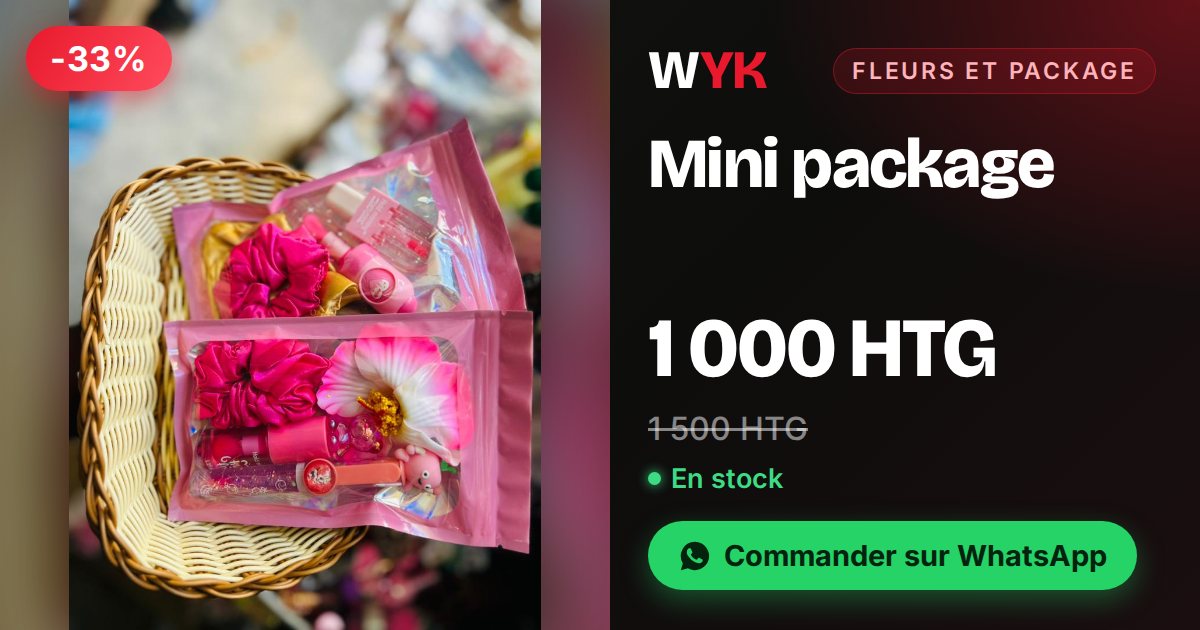 -33%
WYK
FLEURS ET PACKAGE
Mini package
1 000 HTG
1 500 HTG
En stock
Commander sur WhatsApp